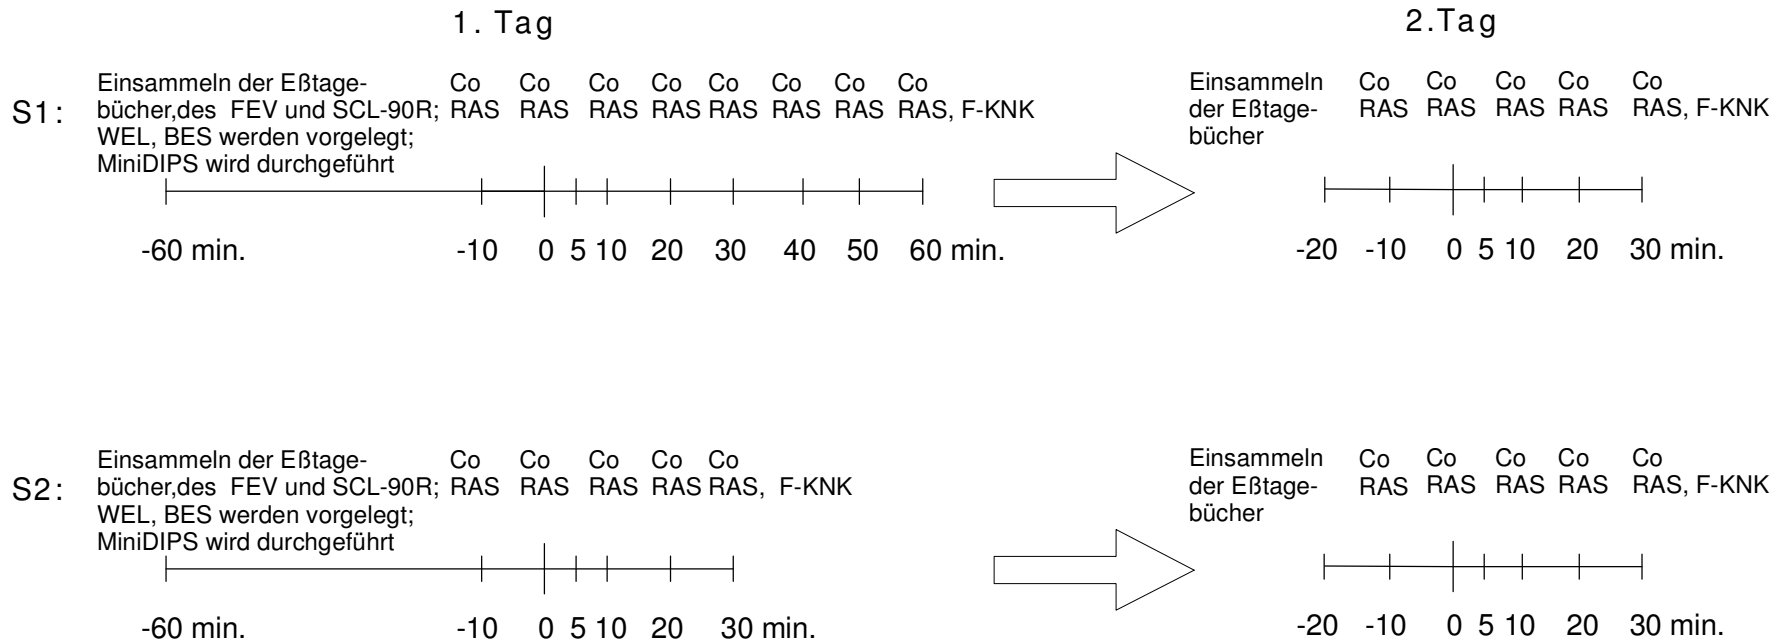 1. Tag
2.Tag
S1:
Einsammeln der Eßtage-
bücher,des FEV und SCL-90R;
WEL, BES werden vorgelegt;
MiniDIPS wird durchgeführt
Co Co Co Co Co Co Co Co
RAS RAS RAS RAS RAS RAS RAS RAS, F-KNK
-60 min. -10 0 5 10 20 30 40 50 60 min.
Einsammeln
der Eßtage-
bücher
Co Co Co Co Co
RAS RAS RAS RAS RAS, F-KNK
-20 -10 0 5 10 20 30 min.
S2:
Einsammeln der Eßtage-
bücher,des FEV und SCL-90R;
WEL, BES werden vorgelegt;
MiniDIPS wird durchgeführt
Co Co Co Co Co
RAS RAS RAS RAS RAS, F-KNK
-60 min. -10 0 5 10 20 30 min.
Einsammeln
der Eßtage-
bücher
Co Co Co Co Co
RAS RAS RAS RAS RAS, F-KNK
-20 -10 0 5 10 20 30 min.